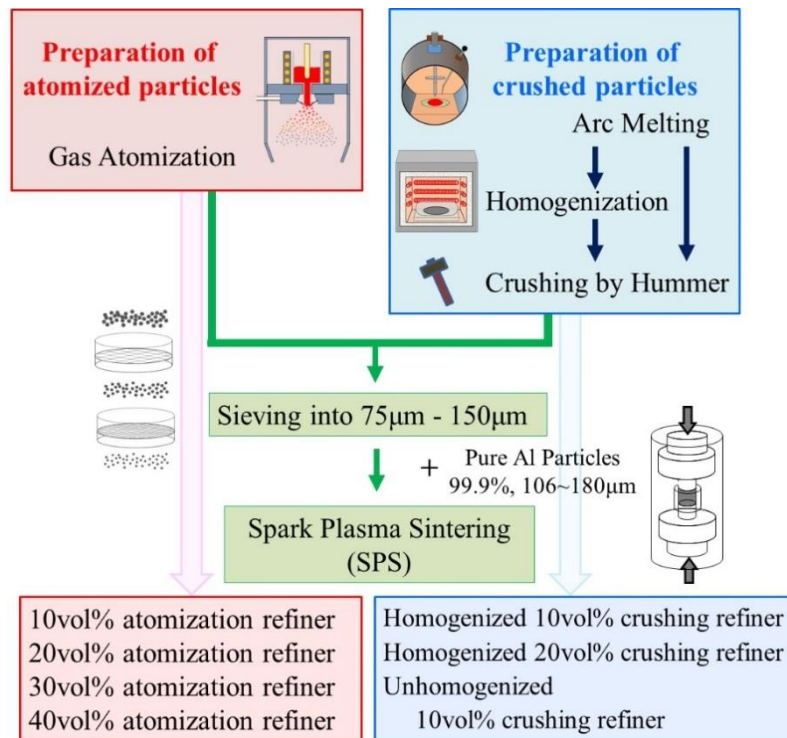 Preparation of
atomized particles
Gas Atomization
Preparation of
crushed particles
Arc Melting
Homogenization
Crushing by Hummer
Sieving into 75μm - 150μm
+ Pure Al Particles
99.9%, 106~180μm
Spark Plasma Sintering
(SPS)
10vol% atomization refiner
20vol% atomization refiner
30vol% atomization refiner
40vol% atomization refiner
Homogenized 10vol% crushing refiner
Homogenized 20vol% crushing refiner
Unhomogenized
10vol% crushing refiner